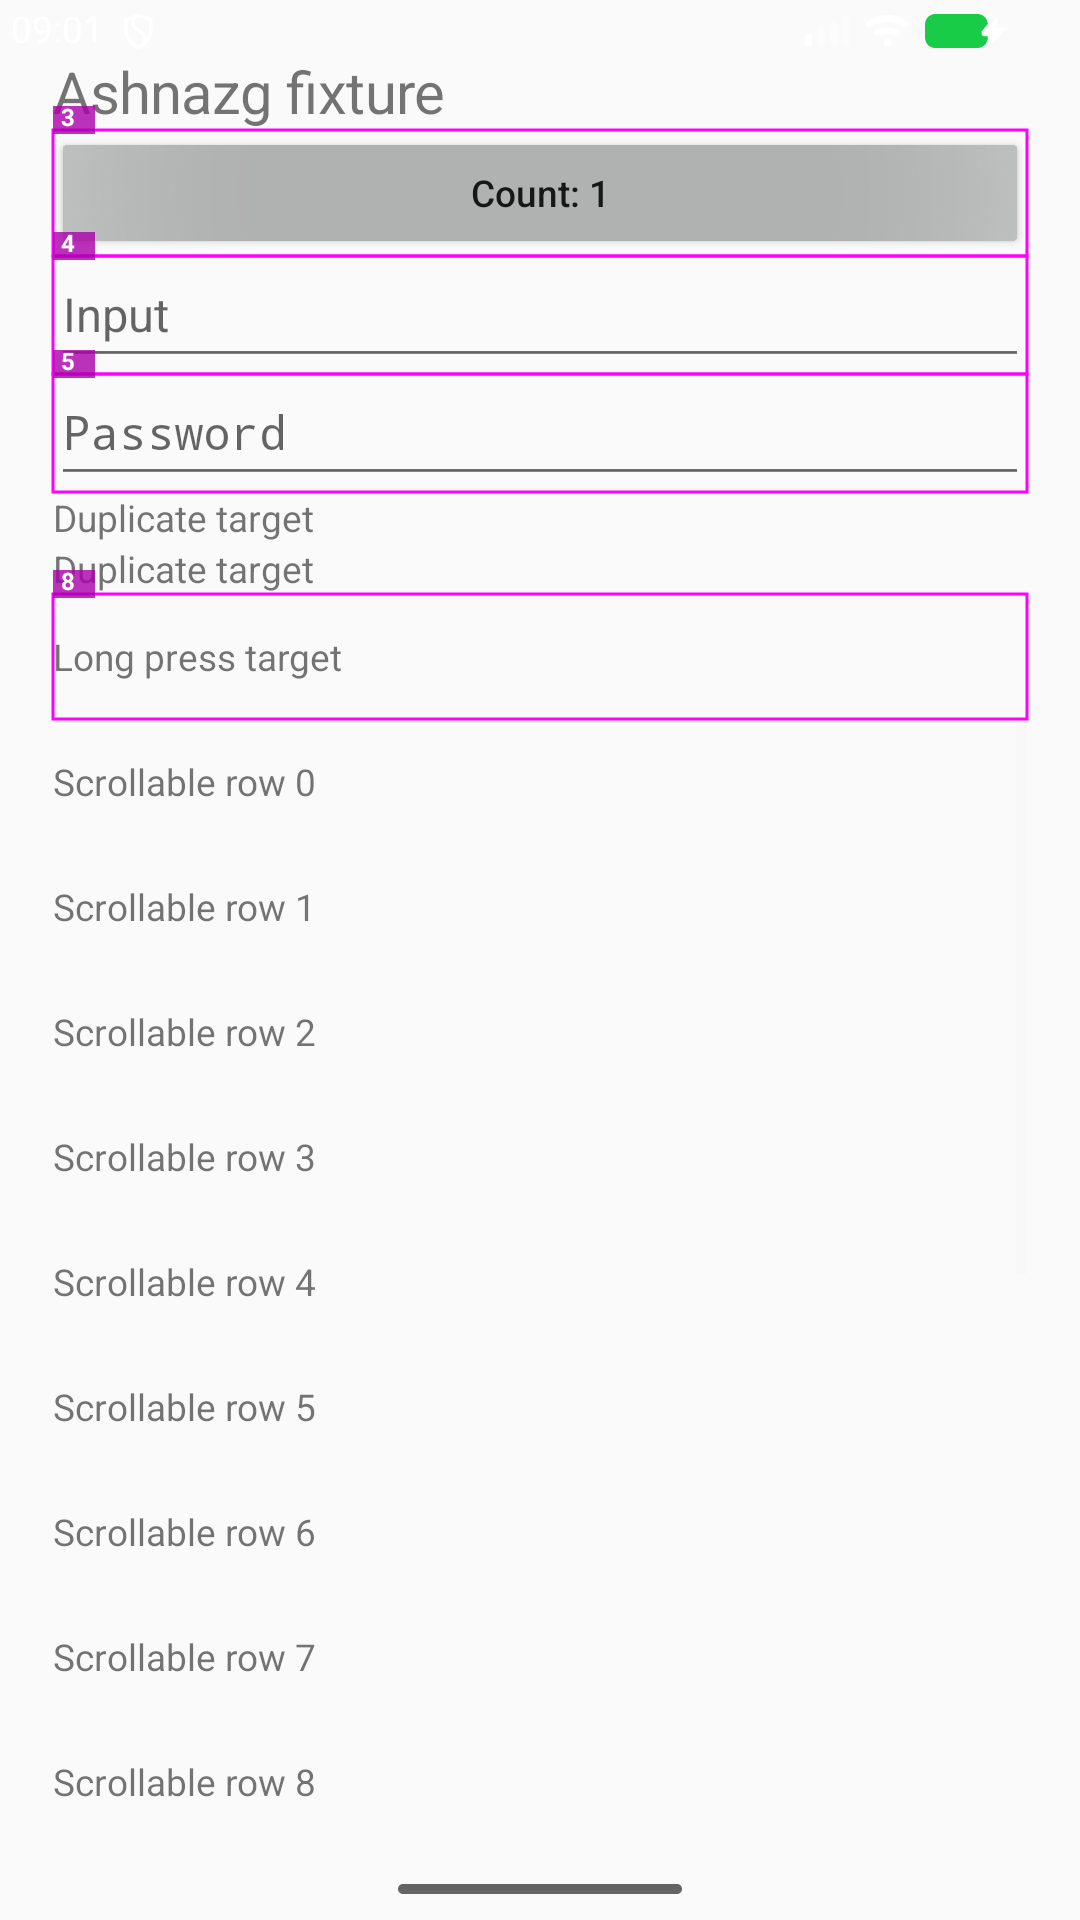 09:01
Ashnazg fixture
3
Count: 1
4
Input
5
Password
Duplicate target
Duplicate target
8
Long press target
Scrollable row 0
Scrollable row 1
Scrollable row 2
Scrollable row 3
Scrollable row 4
Scrollable row 5
Scrollable row 6
Scrollable row 7
Scrollable row 8